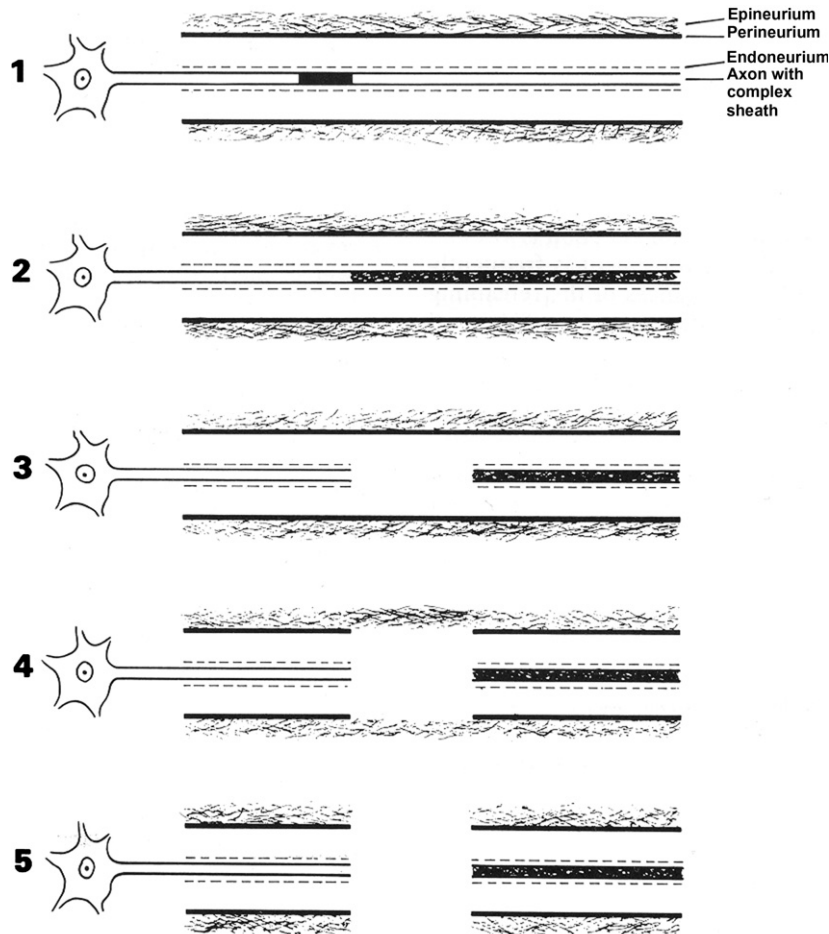 Epineurium
Perineurium
1
Endoneurium
Axon with
complex
sheath
2
3
4
5